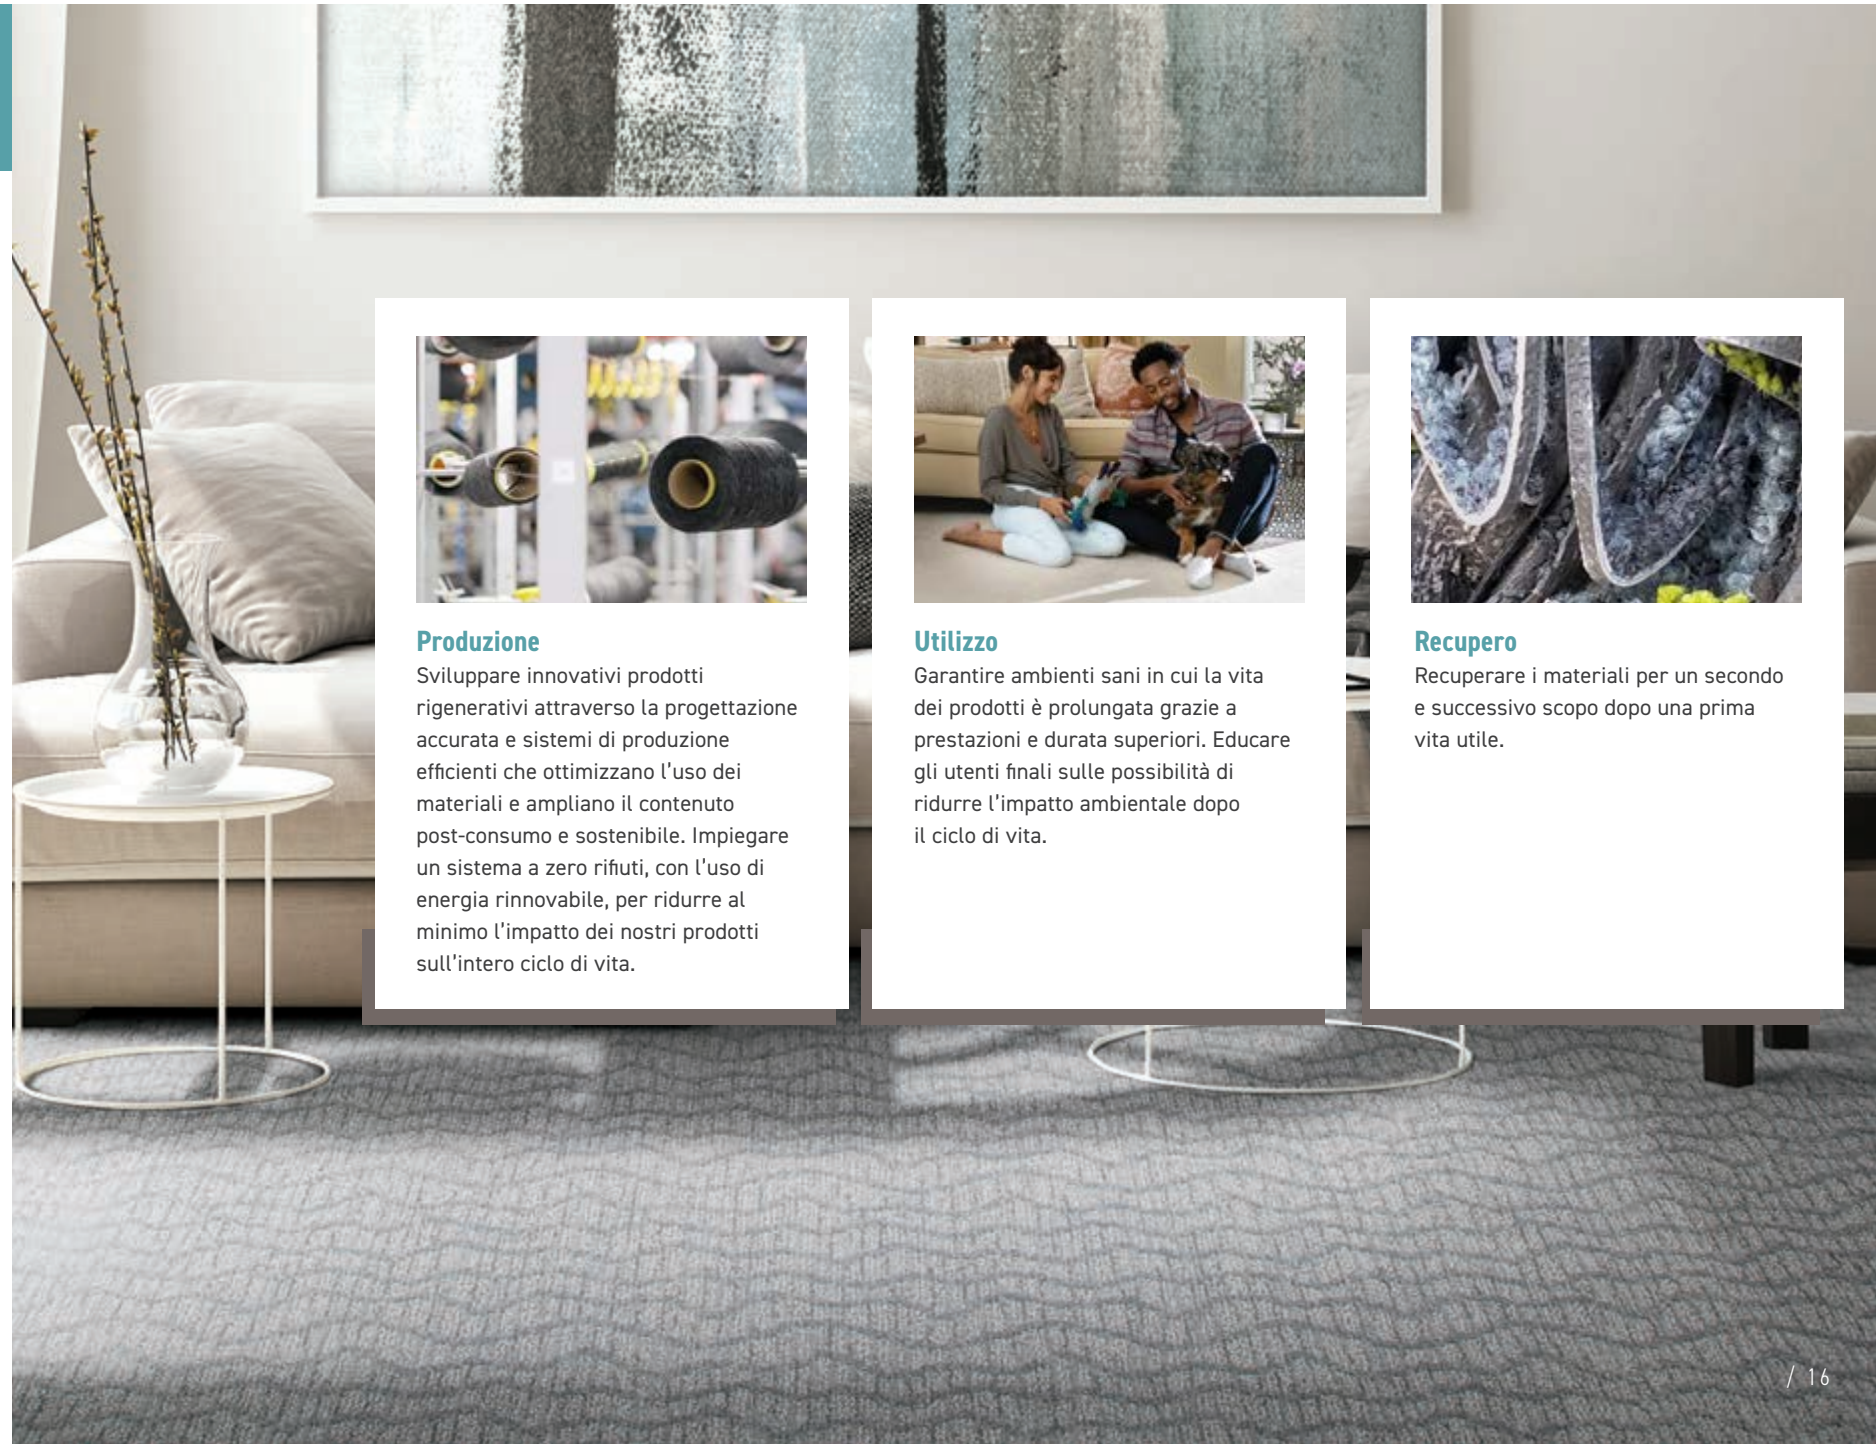 Produzione
Sviluppare innovativi prodotti
rigenerativi attraverso la progettazione
accurata e sistemi di produzione
efficienti che ottimizzano l'uso dei
materiali e ampliano il contenuto
post-consumo e sostenibile. Impiegare
un sistema a zero rifiuti, con l'uso di
energia rinnovabile, per ridurre al
minimo l'impatto dei nostri prodotti
sull'intero ciclo di vita.
Utilizzo
Garantire ambienti sani in cui la vita
dei prodotti è prolungata grazie a
prestazioni e durata superiori. Educare
gli utenti finali sulle possibilità di
ridurre l'impatto ambientale dopo
il ciclo di vita.
Recupero
Recuperare i materiali per un secondo
e successivo scopo dopo una prima
vita utile.
/ 16